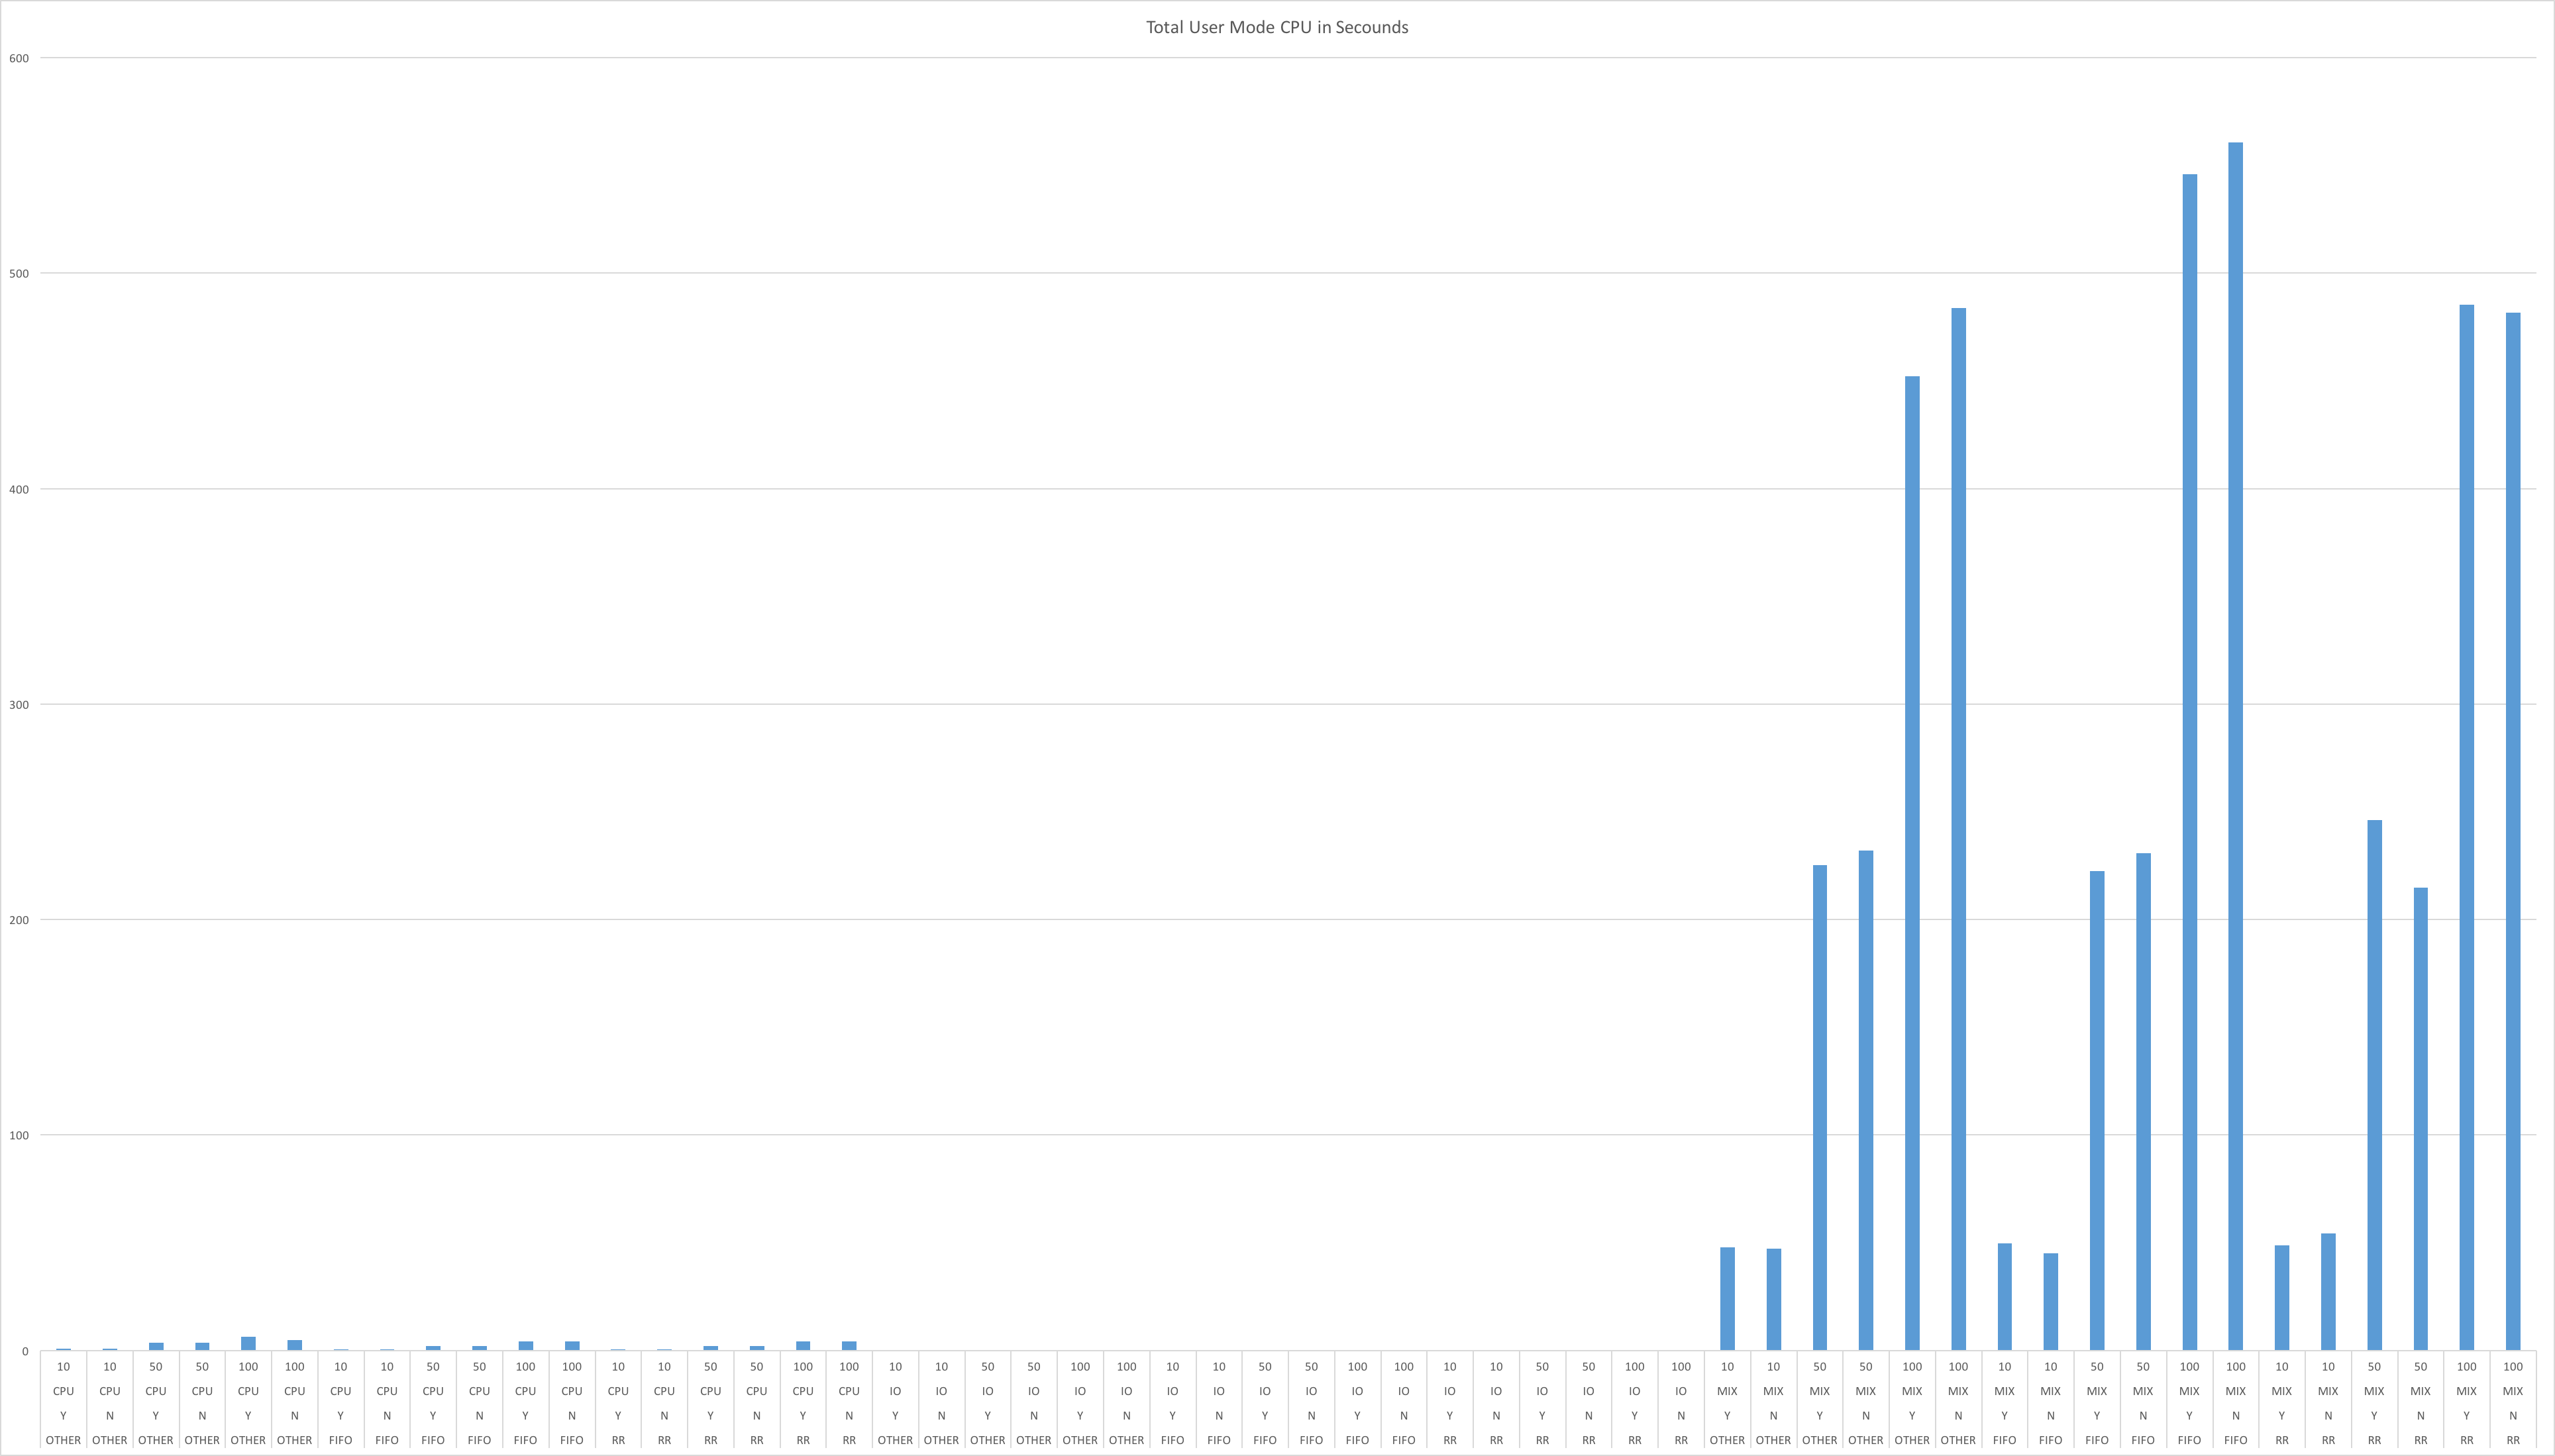 Total User Mode CPU in Secounds
600
500
400
300
200
100
0
10 10 50 50 100 100 10 10 50 50 100 100 10 10 50 50 100 100 10 10 50 50 100 100 10 10 50 50 100 100 10 10 50 50 100 100 10 10 50 50 100 100 10 10 50 50 100 100 10 10 50 50 100 100
CPU CPU CPU CPU CPU CPU CPU CPU CPU CPU CPU CPU CPU CPU CPU CPU CPU CPU IO IO IO IO IO IO IO IO IO IO IO IO IO IO IO IO IO IO MIX MIX MIX MIX MIX MIX MIX MIX MIX MIX MIX MIX MIX MIX MIX MIX MIX MIX
Y N Y N Y N Y N Y N Y N Y N Y N Y N Y N Y N Y N Y N Y N Y N Y N Y N Y N Y N Y N Y N Y N Y N Y N Y N Y N Y N
OTHER OTHER OTHER OTHER OTHER OTHER FIFO FIFO FIFO FIFO FIFO FIFO RR RR RR RR RR RR OTHER OTHER OTHER OTHER OTHER OTHER FIFO FIFO FIFO FIFO FIFO FIFO RR RR RR RR RR RR OTHER OTHER OTHER OTHER OTHER OTHER FIFO FIFO FIFO FIFO FIFO FIFO RR RR RR RR RR RR